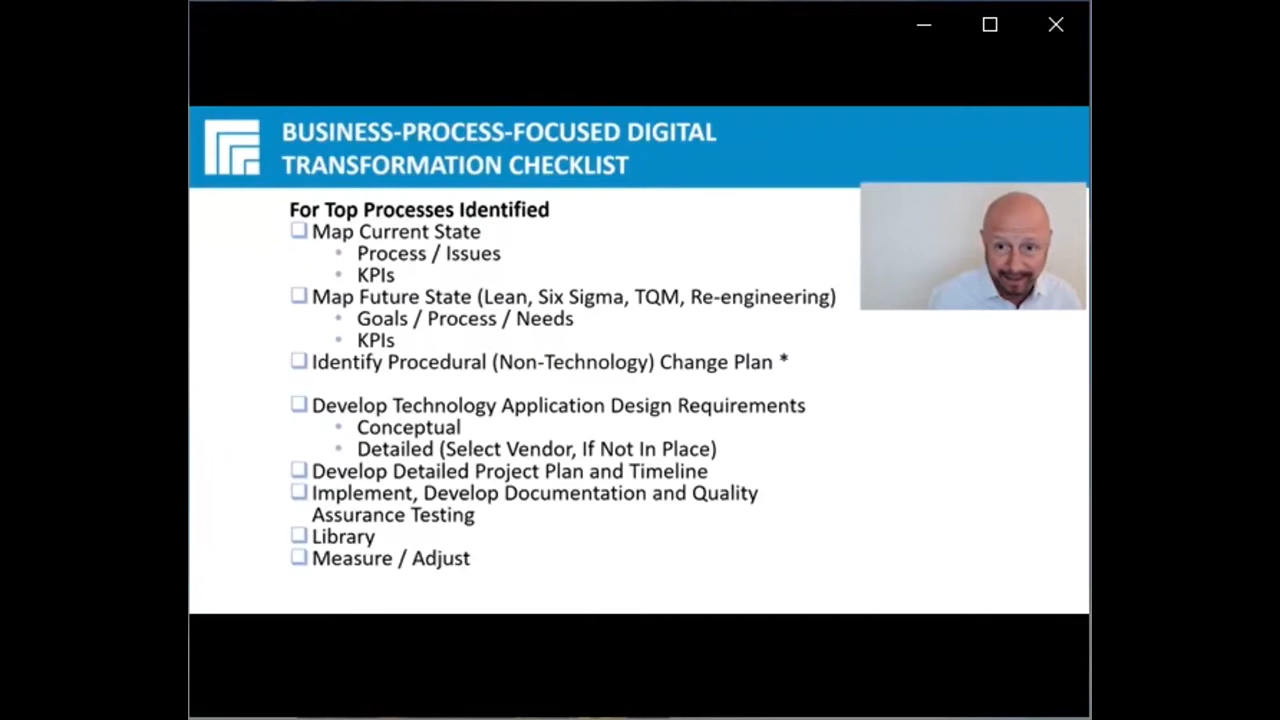 BUSINESS-PROCESS-FOCUSED DIGITAL
TRANSFORMATION CHECKLIST
For Top Processes Identified
❑ Map Current State
• Process / Issues
• KPIs
❑ Map Future State (Lean, Six Sigma, TQM, Re-engineering)
• Goals / Process / Needs
• KPIs
❑ Identify Procedural (Non-Technology) Change Plan *
❑ Develop Technology Application Design Requirements
• Conceptual
• Detailed (Select Vendor, If Not In Place)
❑ Develop Detailed Project Plan and Timeline
❑ Implement, Develop Documentation and Quality
Assurance Testing
❑ Library
❑ Measure / Adjust